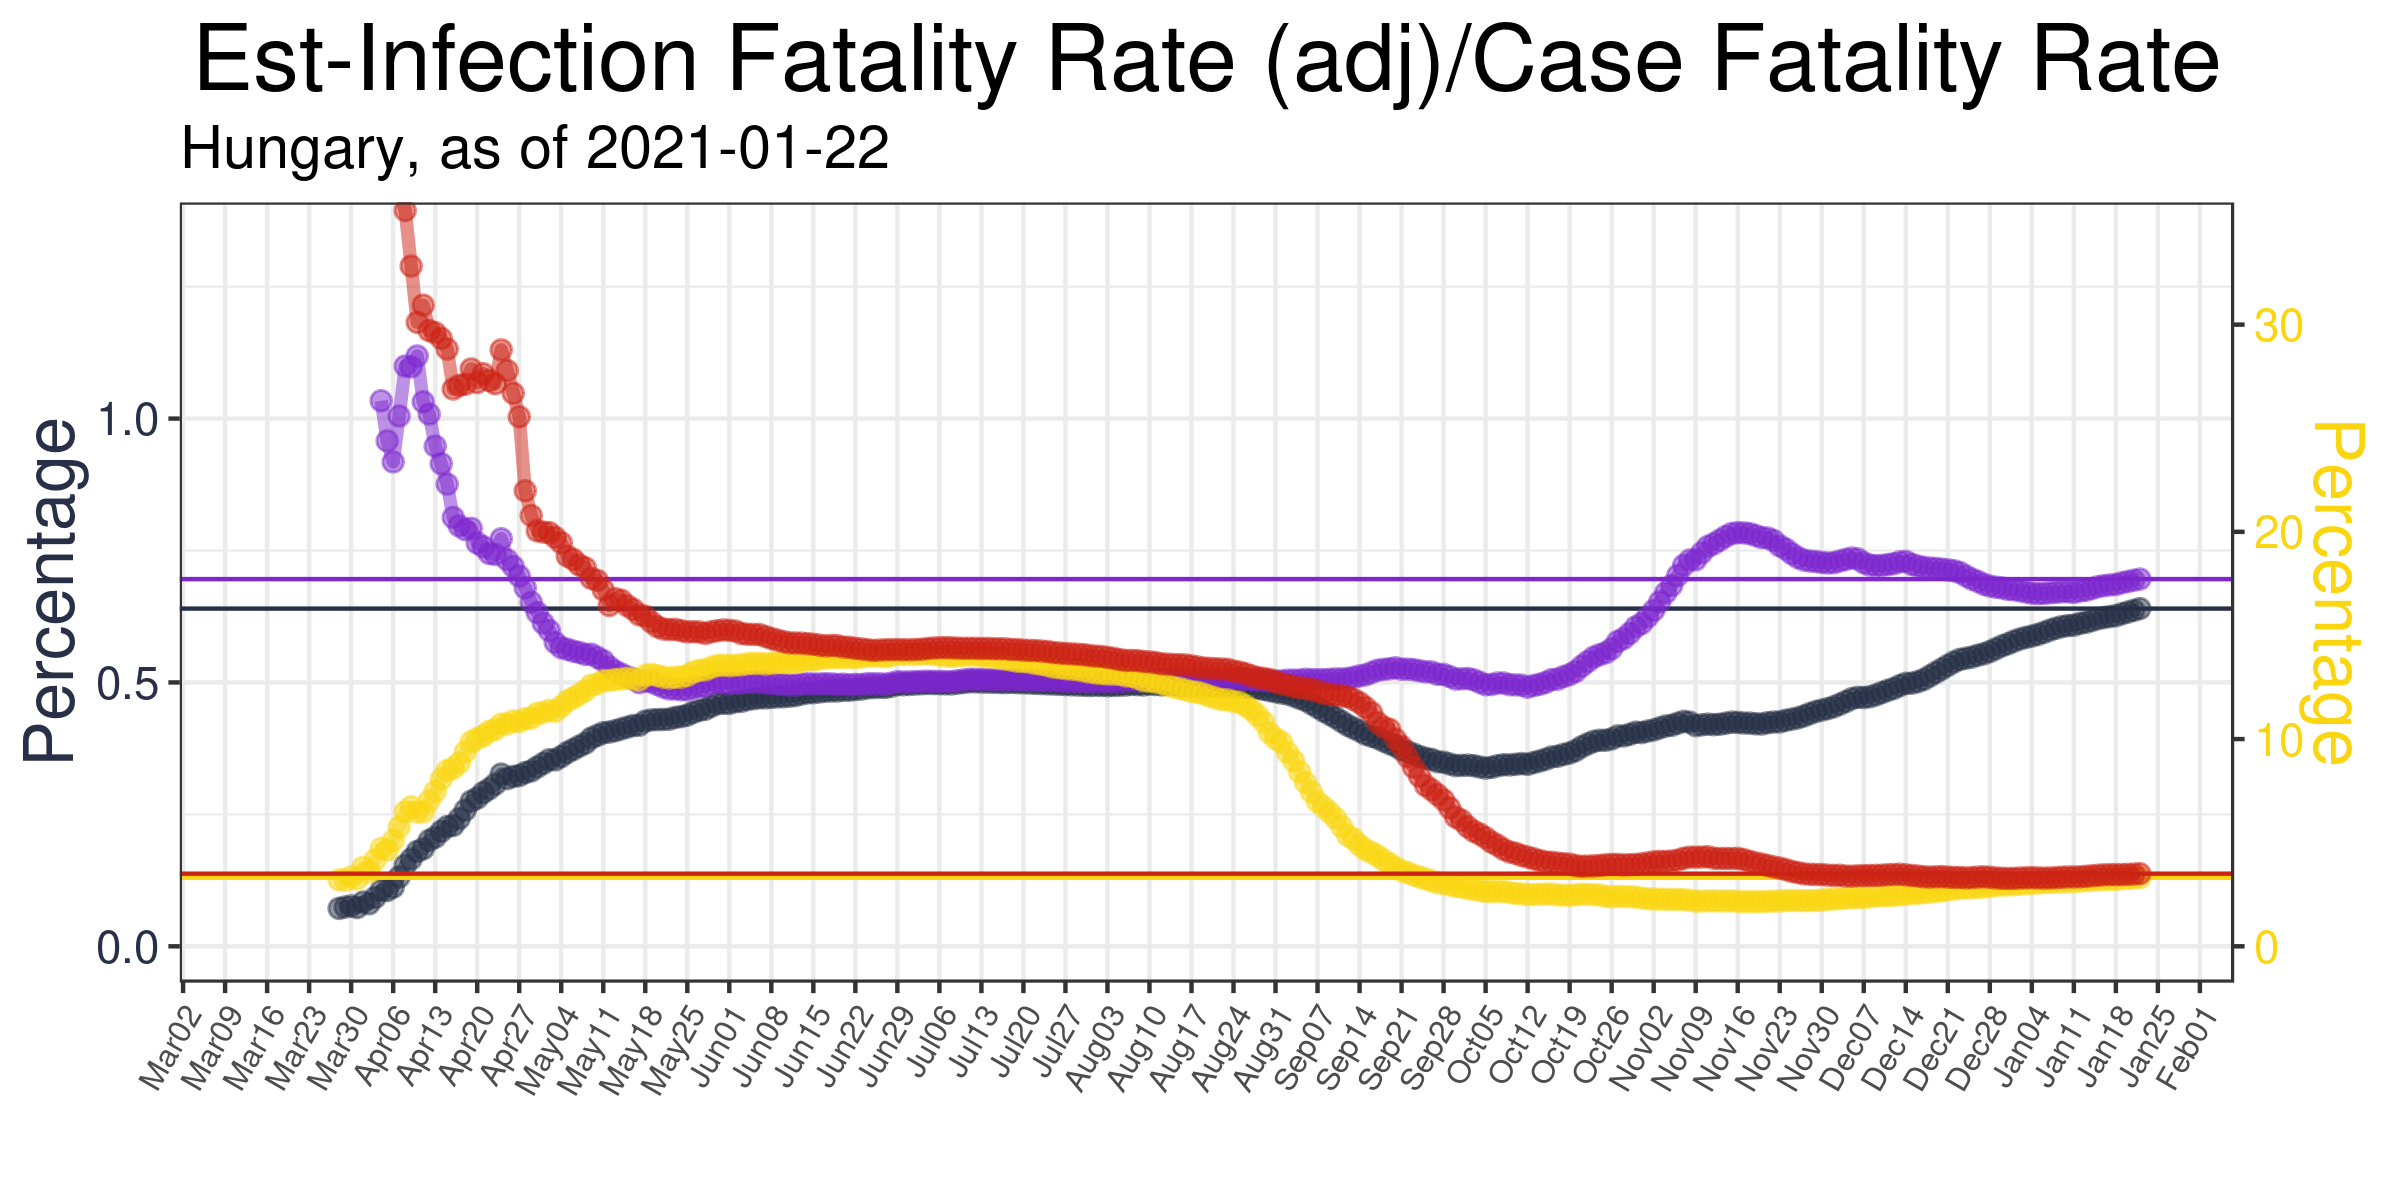 Est-Infection Fatality Rate (adj)/Case Fatality Rate
Hungary, as of 2021-01-22
Percentage
1.0
0.5
0.0
30
20
10
0
Percentage
Mar02
Mar09
Mar16
Mar23
Mar30
Apr06
Apr13
Apr20
Apr27
May04
May11
May18
May25
Jun01
Jun08
Jun15
Jun22
Jun29
Jul06
Jul13
Jul20
Jul27
Aug03
Aug10
Aug17
Aug24
Aug31
Sep07
Sep14
Sep21
Sep28
Oct05
Oct12
Oct19
Oct26
Nov02
Nov09
Nov16
Nov23
Nov30
Dec07
Dec14
Dec21
Dec28
Jan04
Jan11
Jan18
Jan25
Feb01